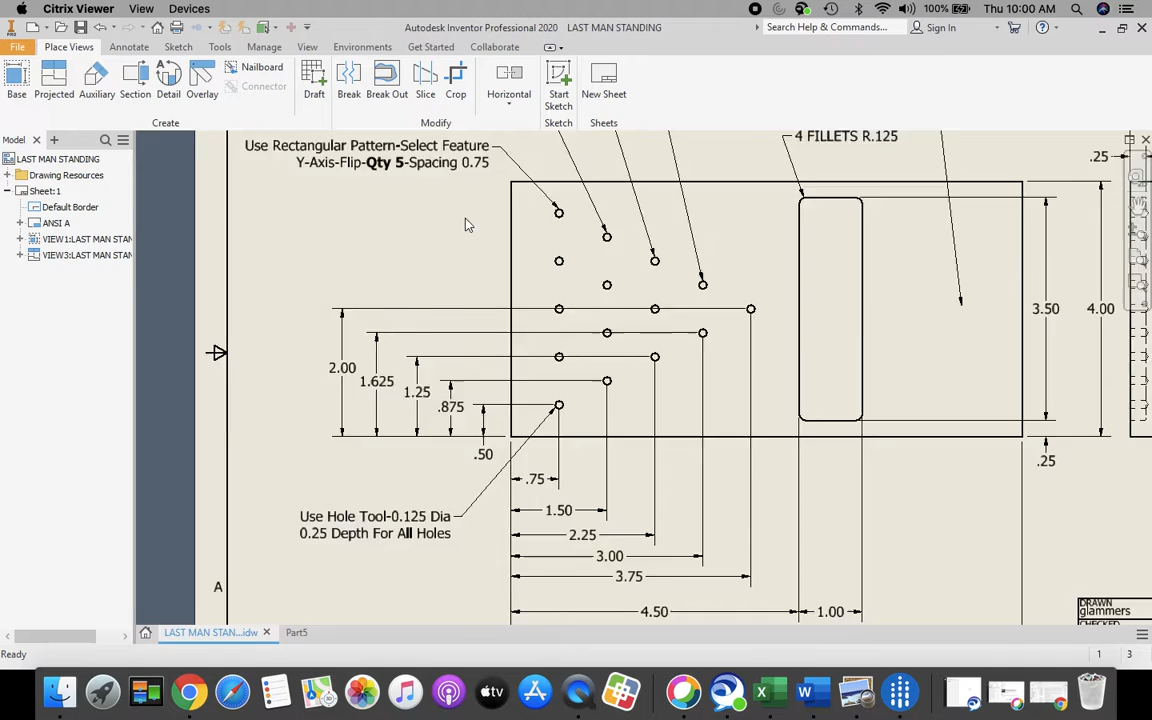 Citrix Viewer View Devices 100% Thu 10:00 AM
Autodesk Inventor Professional 2020 LAST MAN STANDING Search Help & Commands... Sign In
File Place Views Annotate Sketch Tools Manage View Environments Get Started Collaborate
Base Projected Auxiliary Section Detail Overlay Nailboard Connector Draft Break Break Out Slice Crop Horizontal Start Sketch New Sheet
Create Modify Sketch Sheets
Model
LAST MAN STANDING
Drawing Resources
Sheet:1
Default Border
ANSI A
VIEW1:LAST MAN STAN
VIEW3:LAST MAN STAN
Use Rectangular Pattern-Select Feature
Y-Axis-Flip-Qty 5-Spacing 0.75
4 FILLETS R.125
.25
3.50
4.00
2.00
1.625
1.25
.875
.50
.25
.75
1.50
Use Hole Tool-0.125 Dia
0.25 Depth For All Holes
2.25
3.00
3.75
4.50
1.00
A
DRAWN
glammers
CHECKED
LAST MAN STAN...idw Part5
Ready 1 3